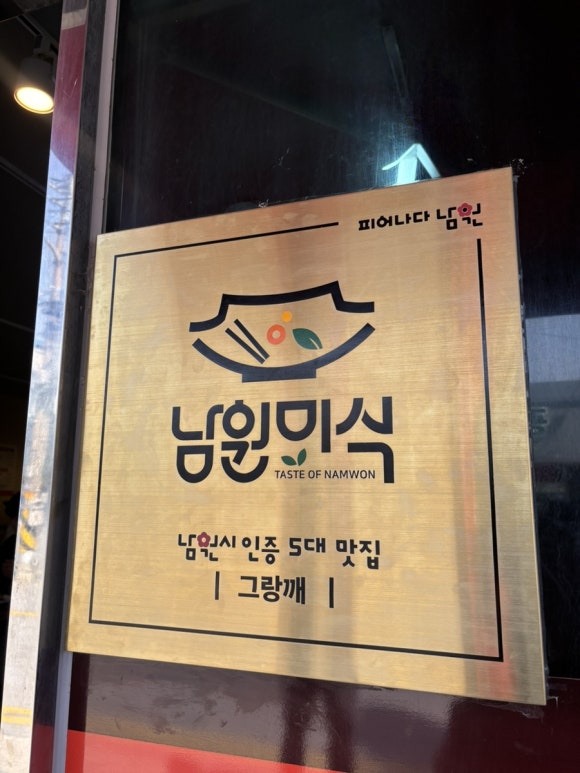 피어나다 남원
남원미식
TASTE OF NAMWON
남원시 인증 5대 맛집
| 그랑깨 |